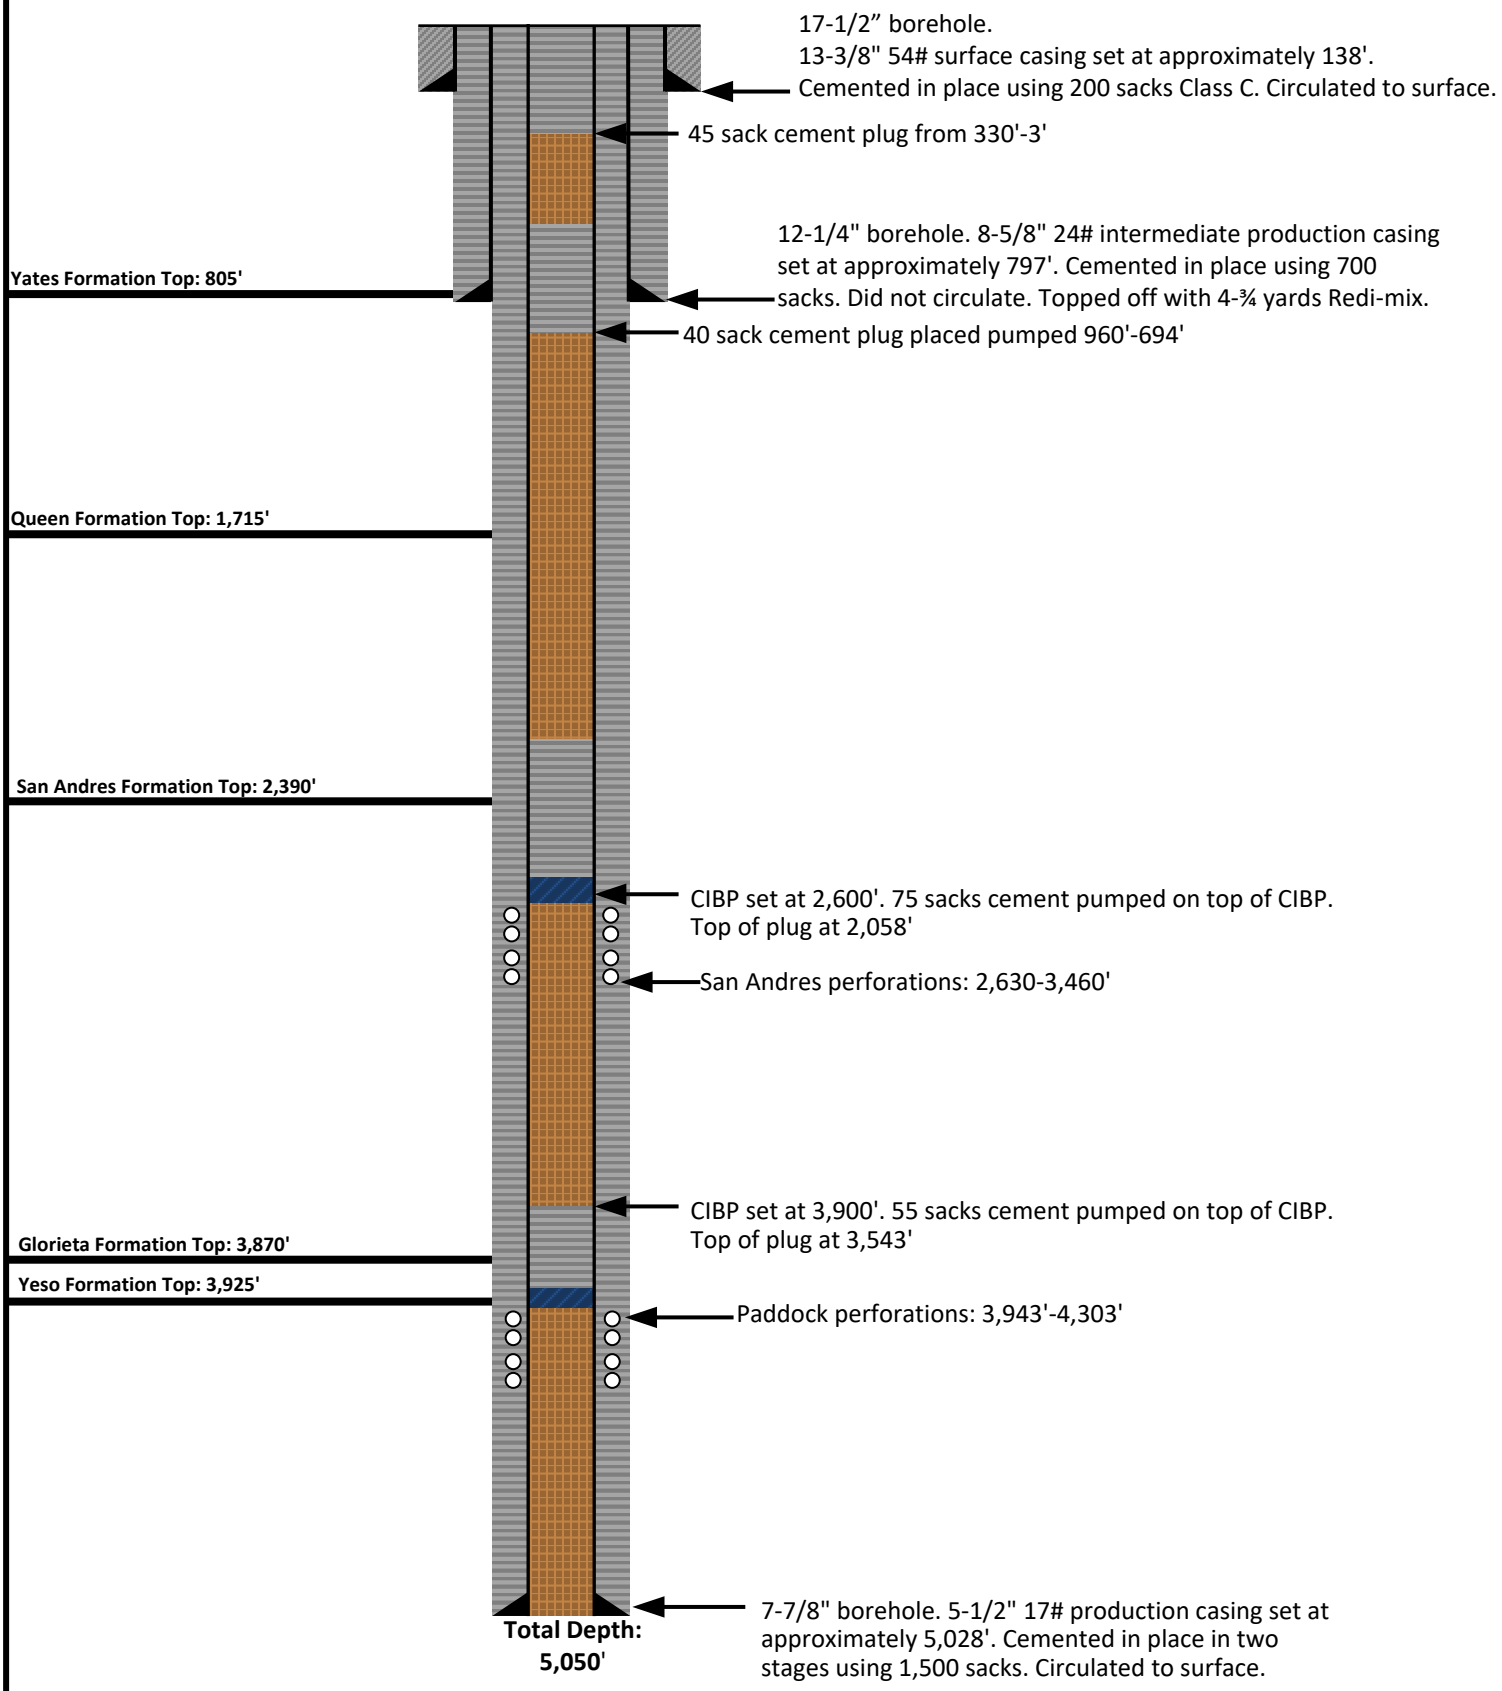 17-1/2” borehole.
13-3/8" 54# surface casing set at approximately 138'.
Cemented in place using 200 sacks Class C. Circulated to surface.
45 sack cement plug from 330'-3'
12-1/4" borehole. 8-5/8" 24# intermediate production casing
set at approximately 797'. Cemented in place using 700
sacks. Did not circulate. Topped off with 4-¾ yards Redi-mix.
Yates Formation Top: 805'
40 sack cement plug placed pumped 960'-694'
Queen Formation Top: 1,715'
San Andres Formation Top: 2,390'
CIBP set at 2,600'. 75 sacks cement pumped on top of CIBP.
Top of plug at 2,058'
San Andres perforations: 2,630-3,460'
CIBP set at 3,900'. 55 sacks cement pumped on top of CIBP.
Top of plug at 3,543'
Glorieta Formation Top: 3,870'
Yeso Formation Top: 3,925'
Paddock perforations: 3,943'-4,303'
7-7/8" borehole. 5-1/2" 17# production casing set at
approximately 5,028'. Cemented in place in two
stages using 1,500 sacks. Circulated to surface.
Total Depth:
5,050'